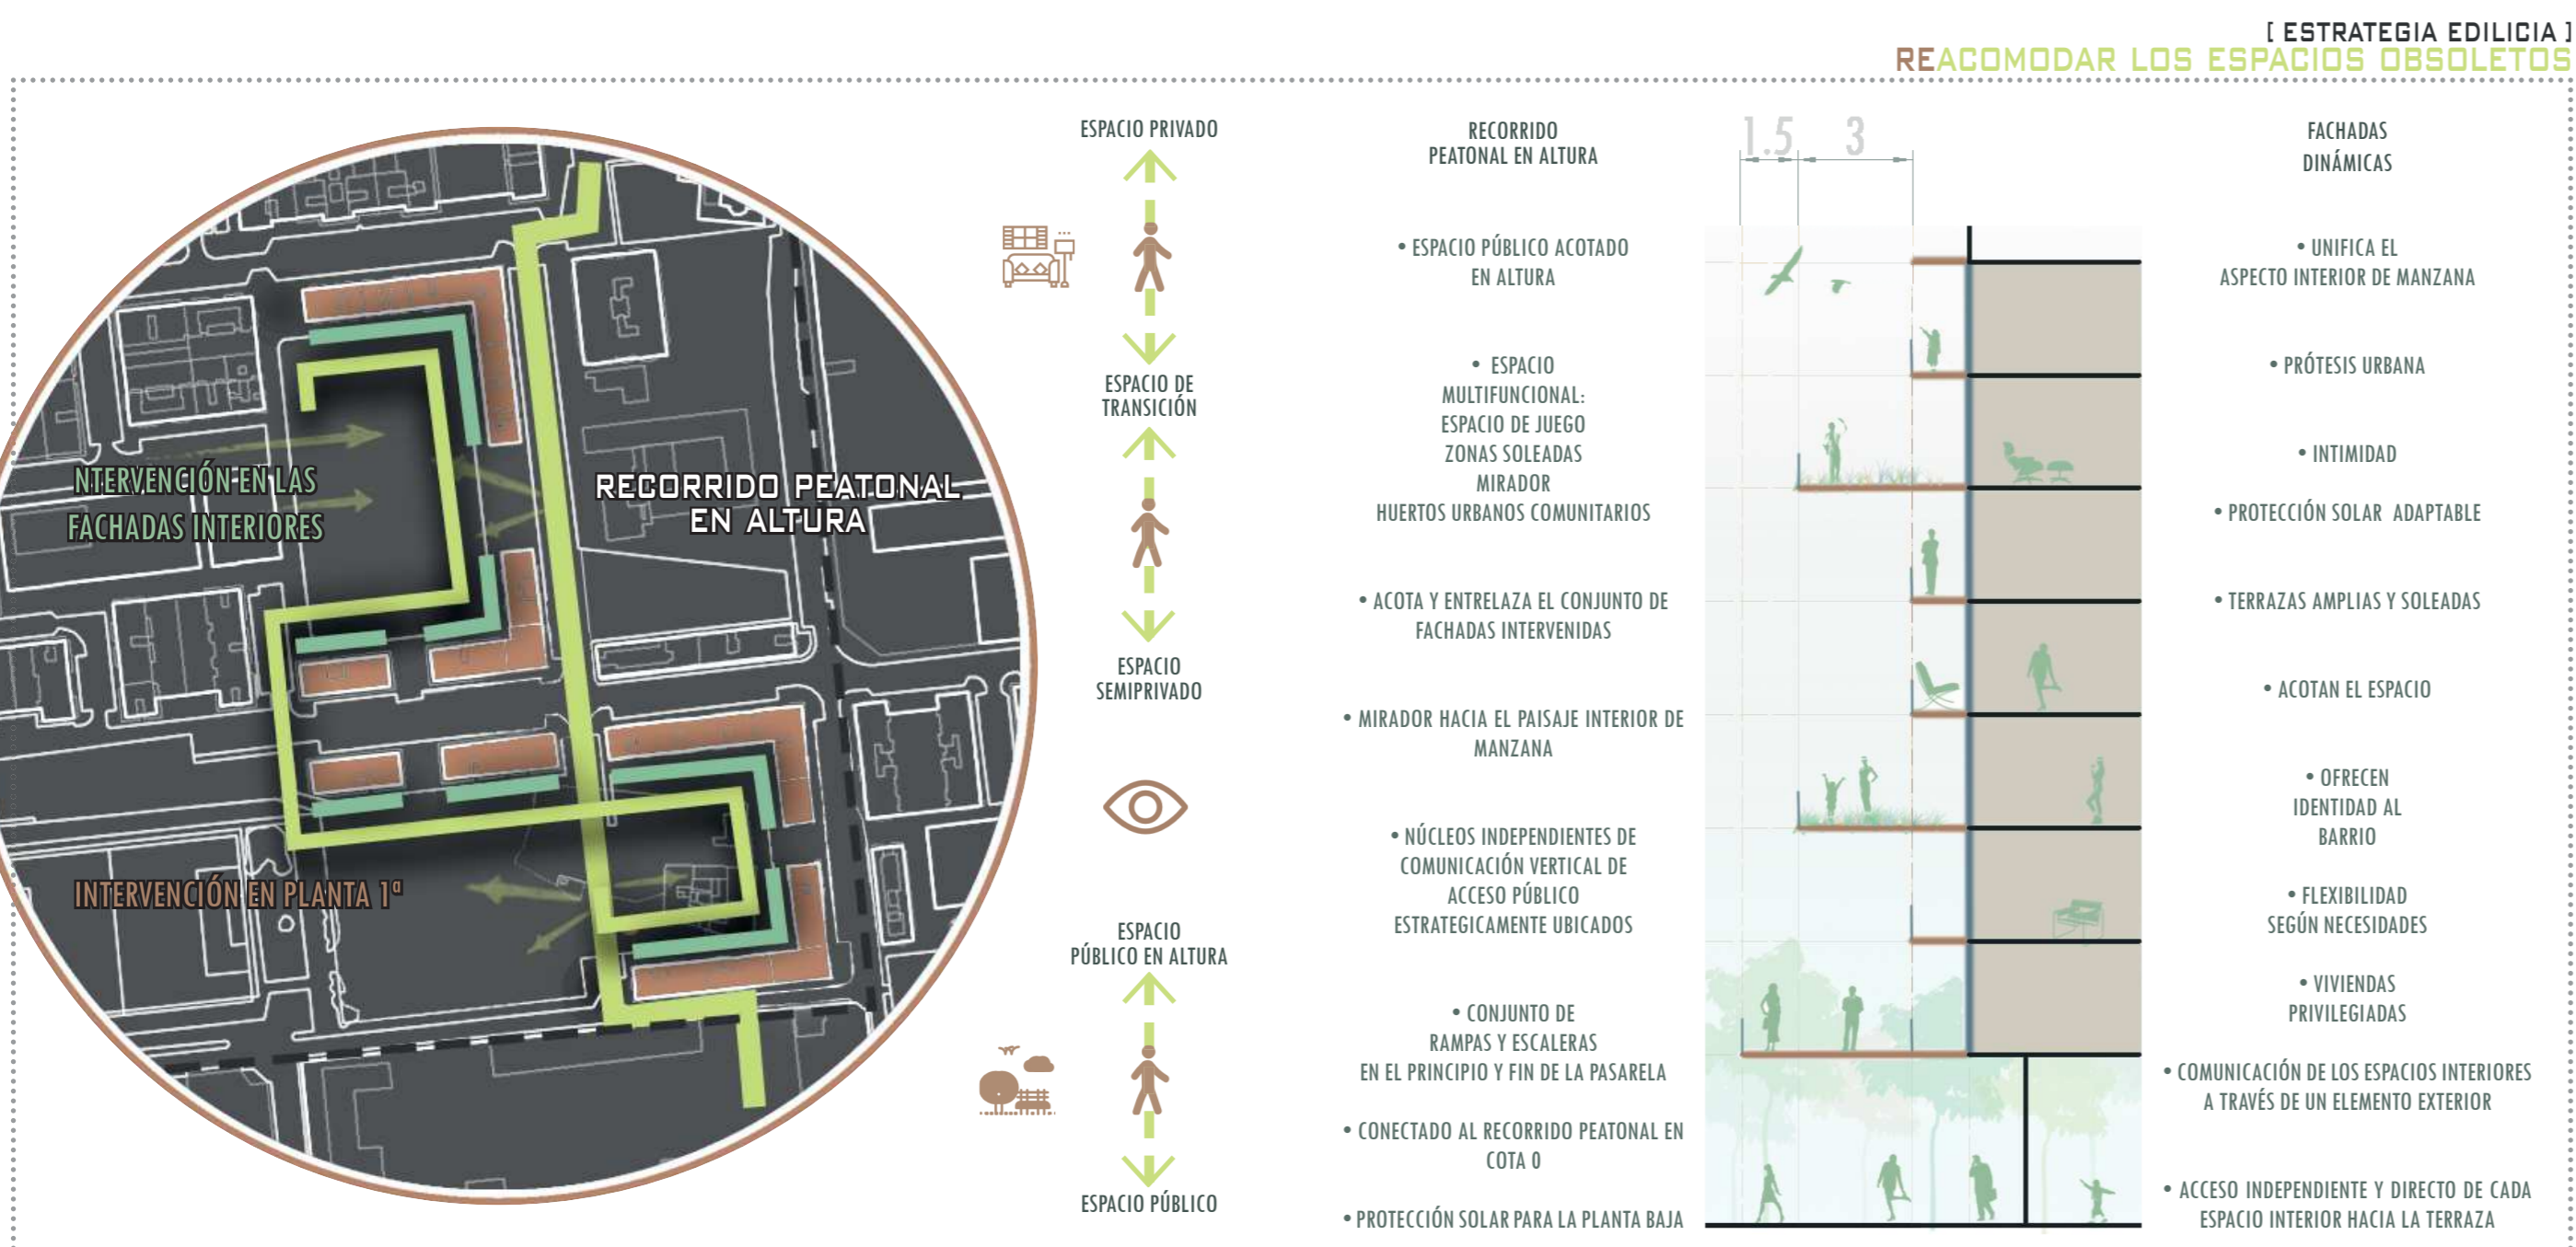 [ ESTRATEGIA EDILICIA ]
REACOMODAR LOS ESPACIOS OBSOLETOS
NTERVENCIÓN EN LAS
FACHADAS INTERIORES
RECORRIDO PEATONAL
EN ALTURA
INTERVENCIÓN EN PLANTA 1ª
ESPACIO PRIVADO
ESPACIO DE
TRANSICIÓN
ESPACIO
SEMIPRIVADO
ESPACIO
PÚBLICO EN ALTURA
ESPACIO PÚBLICO
RECORRIDO
PEATONAL EN ALTURA
• ESPACIO PÚBLICO ACOTADO
EN ALTURA
• ESPACIO
MULTIFUNCIONAL:
ESPACIO DE JUEGO
ZONAS SOLEADAS
MIRADOR
HUERTOS URBANOS COMUNITARIOS
• ACOTA Y ENTRELAZA EL CONJUNTO DE
FACHADAS INTERVENIDAS
• MIRADOR HACIA EL PAISAJE INTERIOR DE
MANZANA
• NÚCLEOS INDEPENDIENTES DE
COMUNICACIÓN VERTICAL DE
ACCESO PÚBLICO
ESTRATEGICAMENTE UBICADOS
• CONJUNTO DE
RAMPAS Y ESCALERAS
EN EL PRINCIPIO Y FIN DE LA PASARELA
• CONECTADO AL RECORRIDO PEATONAL EN
COTA 0
• PROTECCIÓN SOLAR PARA LA PLANTA BAJA
1.5 3
FACHADAS
DINÁMICAS
• UNIFICA EL
ASPECTO INTERIOR DE MANZANA
• PRÓTESIS URBANA
• INTIMIDAD
• PROTECCIÓN SOLAR ADAPTABLE
• TERRAZAS AMPLIAS Y SOLEADAS
• ACOTAN EL ESPACIO
• OFRECEN
IDENTIDAD AL
BARRIO
• FLEXIBILIDAD
SEGÚN NECESIDADES
• VIVIENDAS
PRIVILEGIADAS
• COMUNICACIÓN DE LOS ESPACIOS INTERIORES
A TRAVÉS DE UN ELEMENTO EXTERIOR
• ACCESO INDEPENDIENTE Y DIRECTO DE CADA
ESPACIO INTERIOR HACIA LA TERRAZA